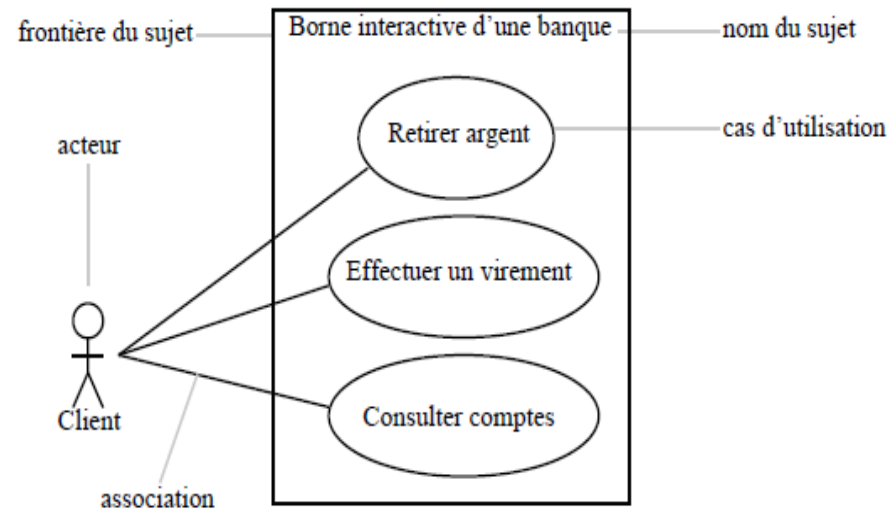 frontière du sujet
Borne interactive d'une banque
nom du sujet
Retirer argent
cas d'utilisation
acteur
Effectuer un virement
Client
Consulter comptes
association